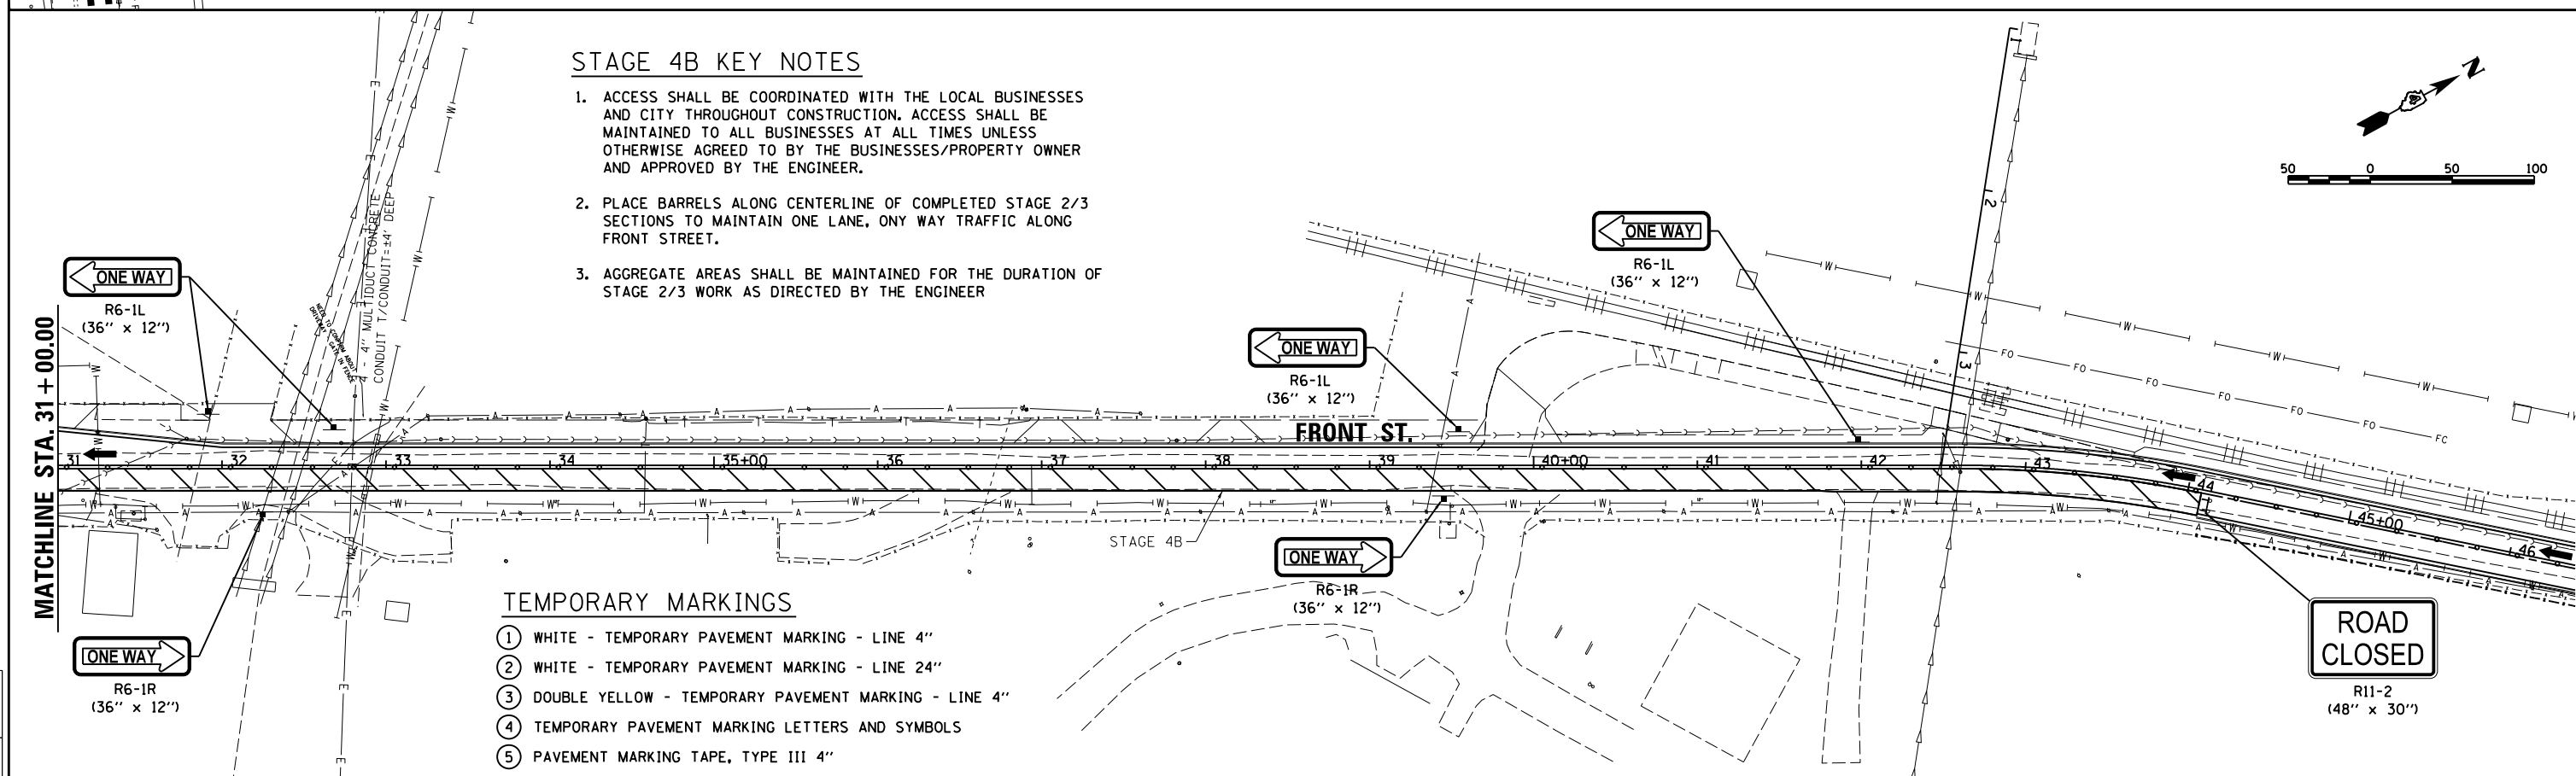 STAGE 4B KEY NOTES
1. ACCESS SHALL BE COORDINATED WITH THE LOCAL BUSINESSES
AND CITY THROUGHOUT CONSTRUCTION. ACCESS SHALL BE
MAINTAINED TO ALL BUSINESSES AT ALL TIMES UNLESS
OTHERWISE AGREED TO BY THE BUSINESSES/PROPERTY OWNER
AND APPROVED BY THE ENGINEER.
2. PLACE BARRELS ALONG CENTERLINE OF COMPLETED STAGE 2/3
SECTIONS TO MAINTAIN ONE LANE, ONY WAY TRAFFIC ALONG
FRONT STREET.
3. AGGREGATE AREAS SHALL BE MAINTAINED FOR THE DURATION OF
STAGE 2/3 WORK AS DIRECTED BY THE ENGINEER
N
50 0 50 100
MATCHLINE STA. 31+00.00
ONE WAY
R6-1L
(36" x 12")
4 - 4" MULTIDUCT CONCRETE
CONDUIT T/CONDUIT=±4' DEEP
ONE WAY
R6-1L
(36" x 12")
ONE WAY
R6-1L
(36" x 12")
1
2
3
FRONT ST.
31 32 33 34 35+00 36 37 38 39 40+00 41 42 43 44 45+00 46
STAGE 4B
ONE WAY
R6-1R
(36" x 12")
ONE WAY
R6-1R
(36" x 12")
ROAD
CLOSED
R11-2
(48" x 30")
TEMPORARY MARKINGS
1 WHITE - TEMPORARY PAVEMENT MARKING - LINE 4"
2 WHITE - TEMPORARY PAVEMENT MARKING - LINE 24"
3 DOUBLE YELLOW - TEMPORARY PAVEMENT MARKING - LINE 4"
4 TEMPORARY PAVEMENT MARKING LETTERS AND SYMBOLS
5 PAVEMENT MARKING TAPE, TYPE III 4"